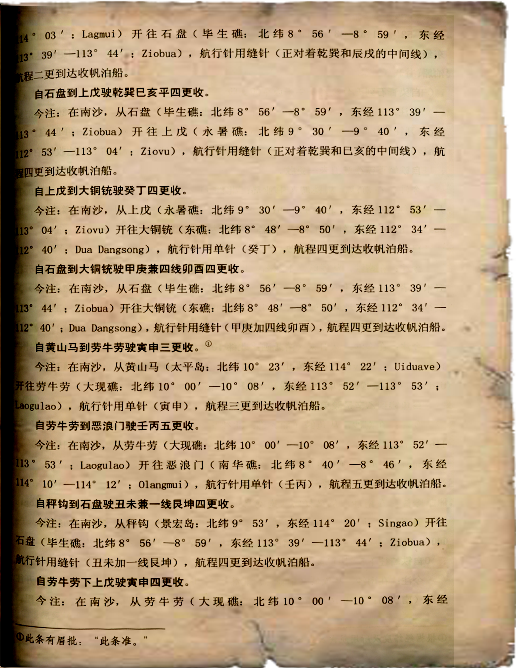 114° 03′；Lagmui）开往石盘（毕生礁：北纬8° 56′—8° 59′，东经
113° 39′—113° 44′；Ziobua），航行针用缝针（正对着乾巽和辰戌的中间线），
航程二更到达收帆泊船。
自石盘到上戊驶乾巽巳亥平四更收。
今注：在南沙，从石盘（毕生礁：北纬8° 56′—8° 59′，东经113° 39′—
113° 44′；Ziobua）开往上戊（永暑礁：北纬9° 30′—9° 40′，东经
112° 53′—113° 04′；Ziovu），航行针用缝针（正对着乾巽和巳亥的中间线），航
程四更到达收帆泊船。
自上戊到大铜铳驶癸丁四更收。
今注：在南沙，从上戊（永暑礁：北纬9° 30′—9° 40′，东经112° 53′—
113° 04′；Ziovu）开往大铜铳（东礁：北纬8° 48′—8° 50′，东经112° 34′—
112° 40′；Dua Dangsong），航行针用单针（癸丁），航程四更到达收帆泊船。
自石盘到大铜铳驶甲庚兼四线卯酉四更收。
今注：在南沙，从石盘（毕生礁：北纬8° 56′—8° 59′，东经113° 39′—
113° 44′；Ziobua）开往大铜铳（东礁：北纬8° 48′—8° 50′，东经112° 34′—
112° 40′；Dua Dangsong），航行针用缝针（甲庚加四线卯酉），航程四更到达收帆泊船。
自黄山马到劳牛劳驶寅申三更收。①
今注：在南沙，从黄山马（太平岛：北纬10° 23′，东经114° 22′；Uiduave）
开往劳牛劳（大现礁：北纬10° 00′—10° 08′，东经113° 52′—113° 53′；
Laogulao），航行针用单针（寅申），航程三更到达收帆泊船。
自劳牛劳到恶浪门驶壬丙五更收。
今注：在南沙，从劳牛劳（大现礁：北纬10° 00′—10° 08′，东经113° 52′—
113° 53′；Laogulao）开往恶浪门（南华礁：北纬8° 40′—8° 46′，东经
114° 10′—114° 12′；Olangmui），航行针用单针（壬丙），航程五更到达收帆泊船。
自秤钩到石盘驶丑未兼一线艮坤四更收。
今注：在南沙，从秤钩（景宏岛：北纬9° 53′，东经114° 20′；Singao）开往
石盘（毕生礁：北纬8° 56′—8° 59′，东经113° 39′—113° 44′；Ziobua），
航行针用缝针（丑未加一线艮坤），航程四更到达收帆泊船。
自劳牛劳下上戊驶寅申四更收。
今注：在南沙，从劳牛劳（大现礁：北纬10° 00′—10° 08′，东经
①此条有眉批：“此条准。”